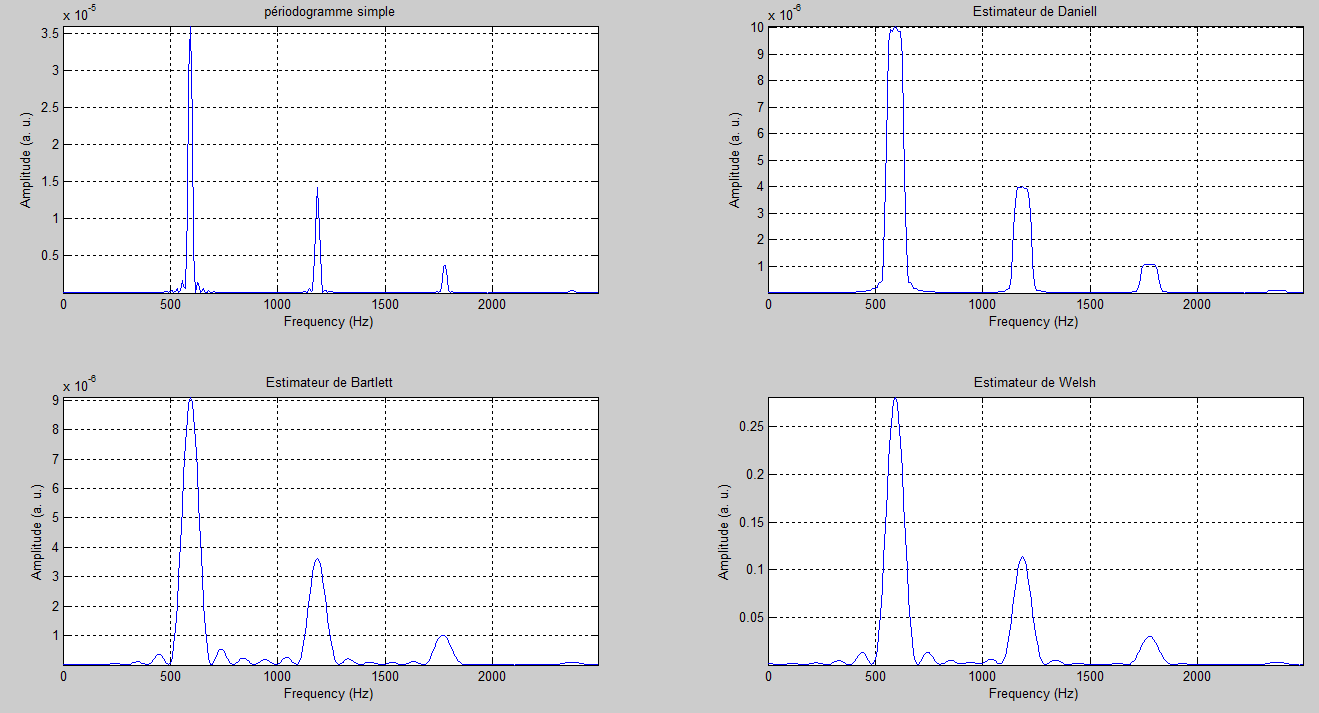 périodogramme simple
x 10-5
3.5
3
2.5
2
1.5
1
0.5
0 500 1000 1500 2000
Frequency (Hz)
Amplitude (a. u.)
Estimateur de Daniell
x 10-6
10
9
8
7
6
5
4
3
2
1
0 500 1000 1500 2000
Frequency (Hz)
Amplitude (a. u.)
Estimateur de Bartlett
x 10-6
9
8
7
6
5
4
3
2
1
0 500 1000 1500 2000
Frequency (Hz)
Amplitude (a. u.)
Estimateur de Welsh
0.25
0.2
0.15
0.1
0.05
0 500 1000 1500 2000
Frequency (Hz)
Amplitude (a. u.)